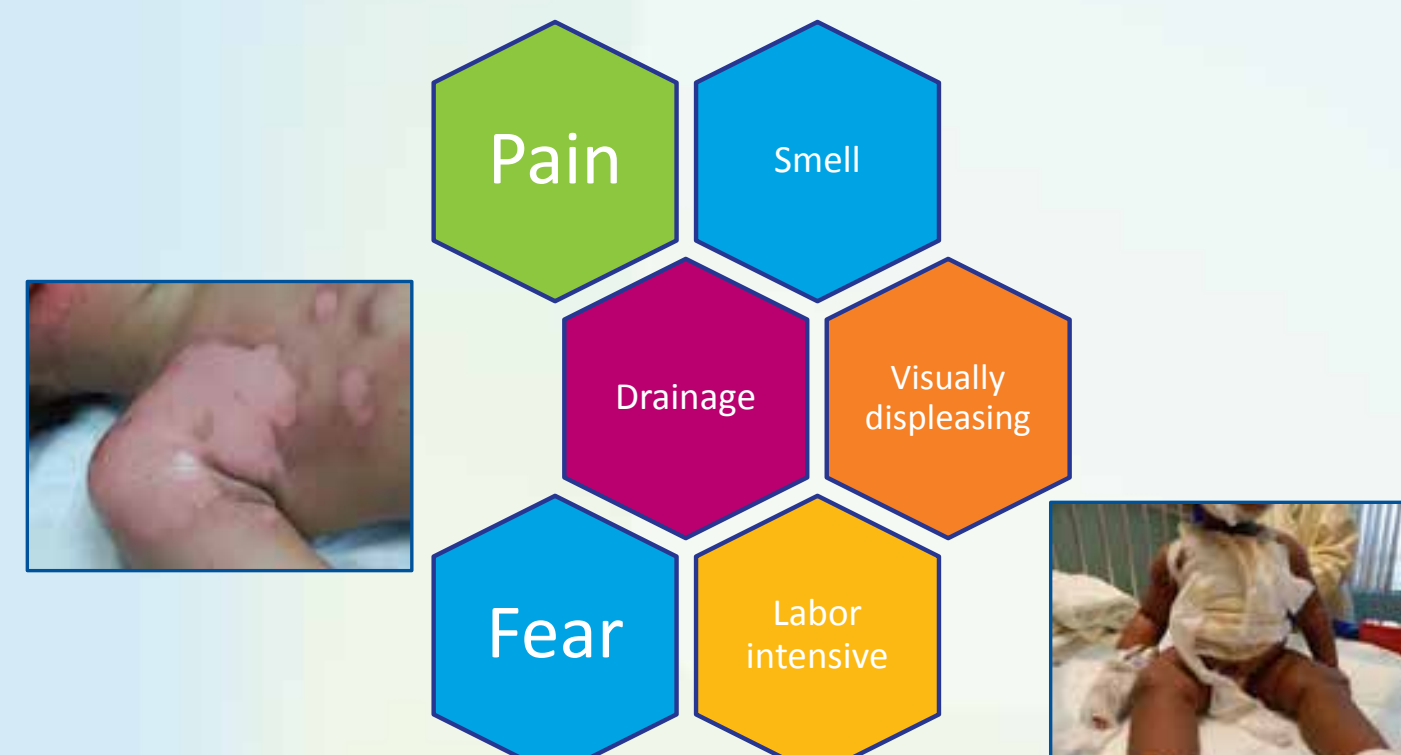 Pain
Smell
Drainage
Visually
displeasing
Fear
Labor
intensive